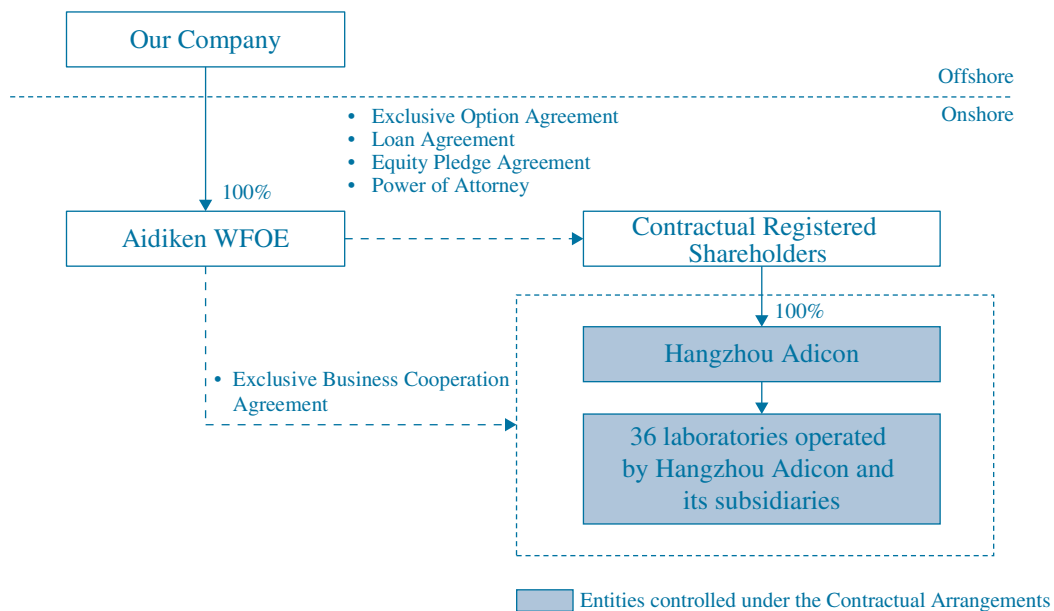 Our Company
Offshore
Onshore
• Exclusive Option Agreement
• Loan Agreement
• Equity Pledge Agreement
• Power of Attorney
100%
Aidiken WFOE
Contractual Registered
Shareholders
100%
Hangzhou Adicon
• Exclusive Business Cooperation
Agreement
36 laboratories operated
by Hangzhou Adicon and
its subsidiaries
Entities controlled under the Contractual Arrangements